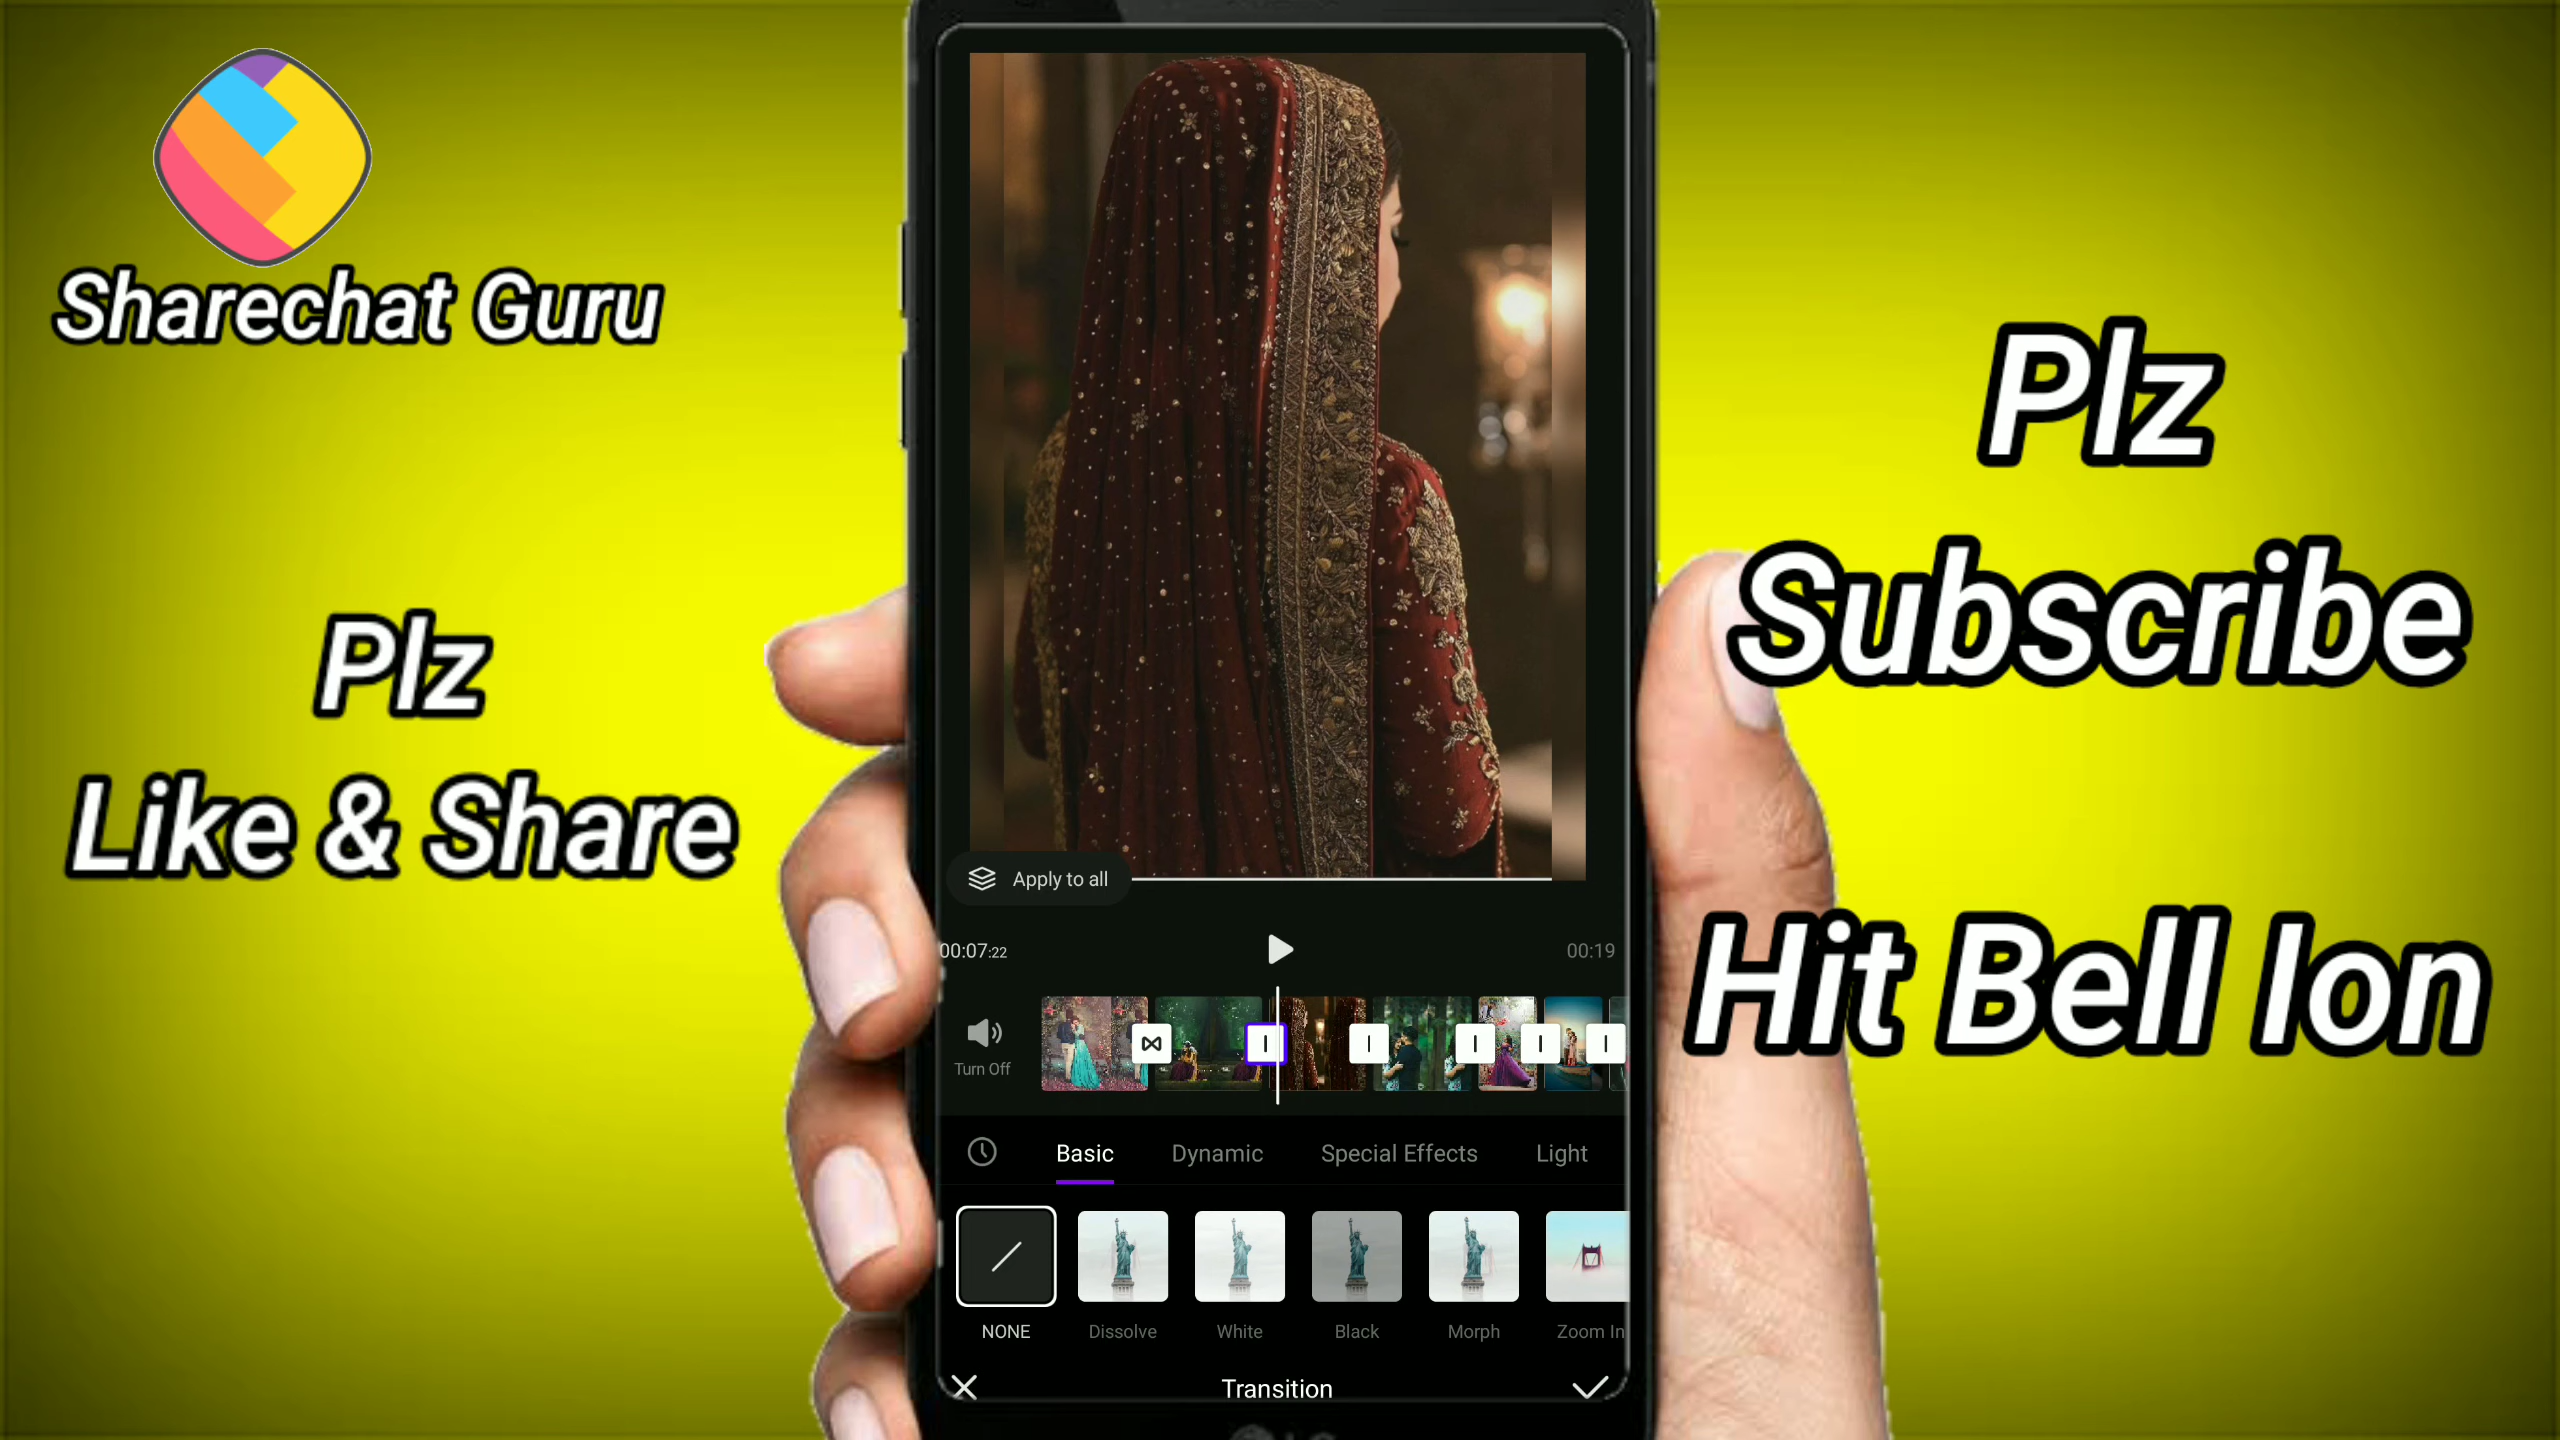 Sharechat Guru
Plz
Like & Share
Plz
Subscribe
Hit Bell Ion
Apply to all
00:07:22
00:19
Turn Off
Basic
Dynamic
Special Effects
Light
NONE
Dissolve
White
Black
Morph
Zoom In
Transition